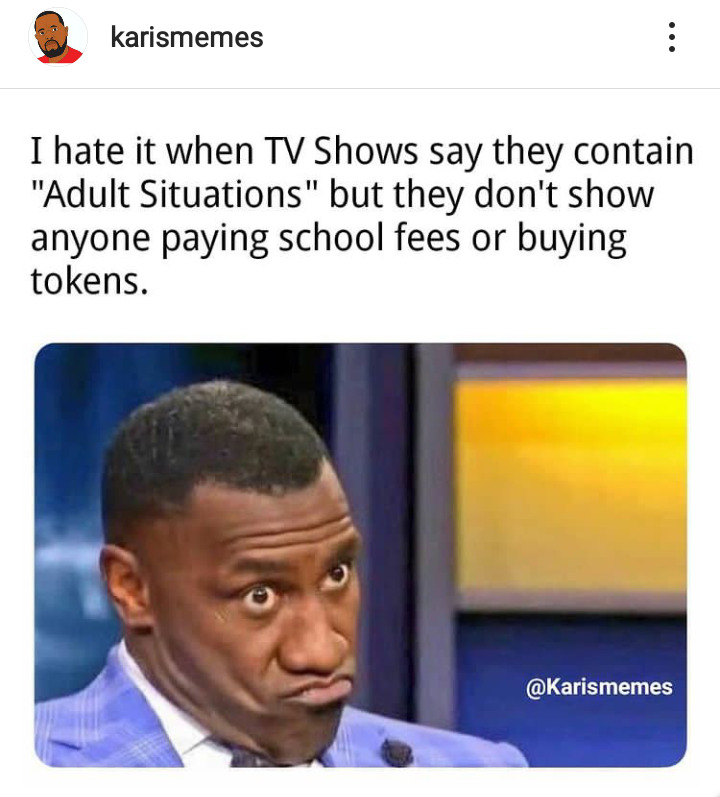 karismemes
I hate it when TV Shows say they contain
"Adult Situations" but they don't show
anyone paying school fees or buying
tokens.
@Karismemes